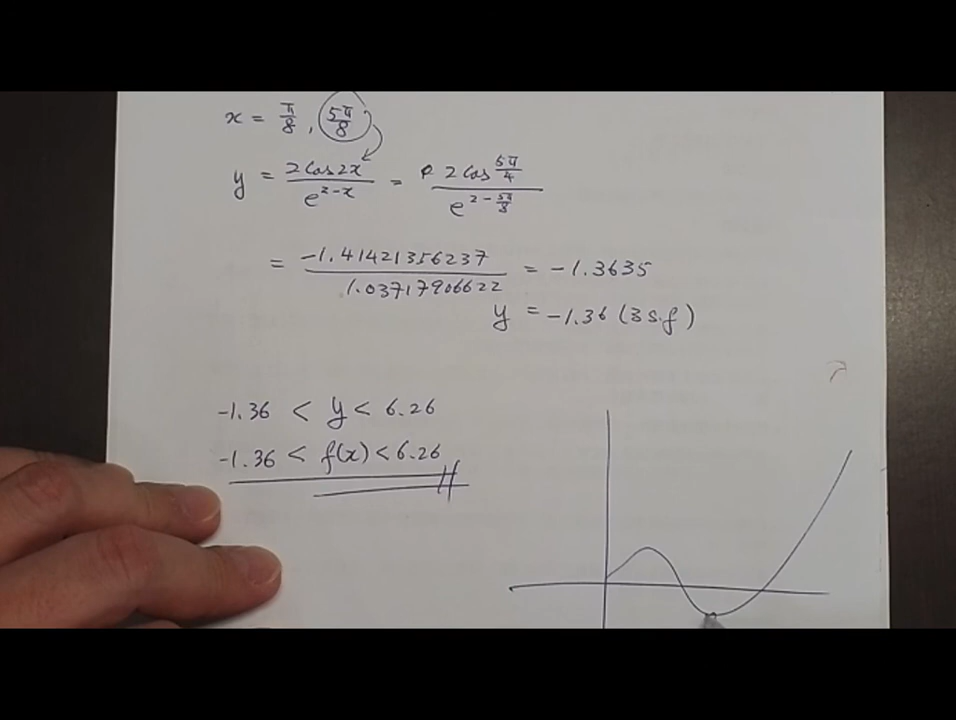 x = π/8 , 5π/8
y = 2cos2x / e^(2-x) = 2cos 5π/4 / e^(2 - 5π/8)
= -1.41421356237 / 1.03717906622 = -1.3635
y = -1.36 (3s.f)
-1.36 < y < 6.26
-1.36 < f(x) < 6.26